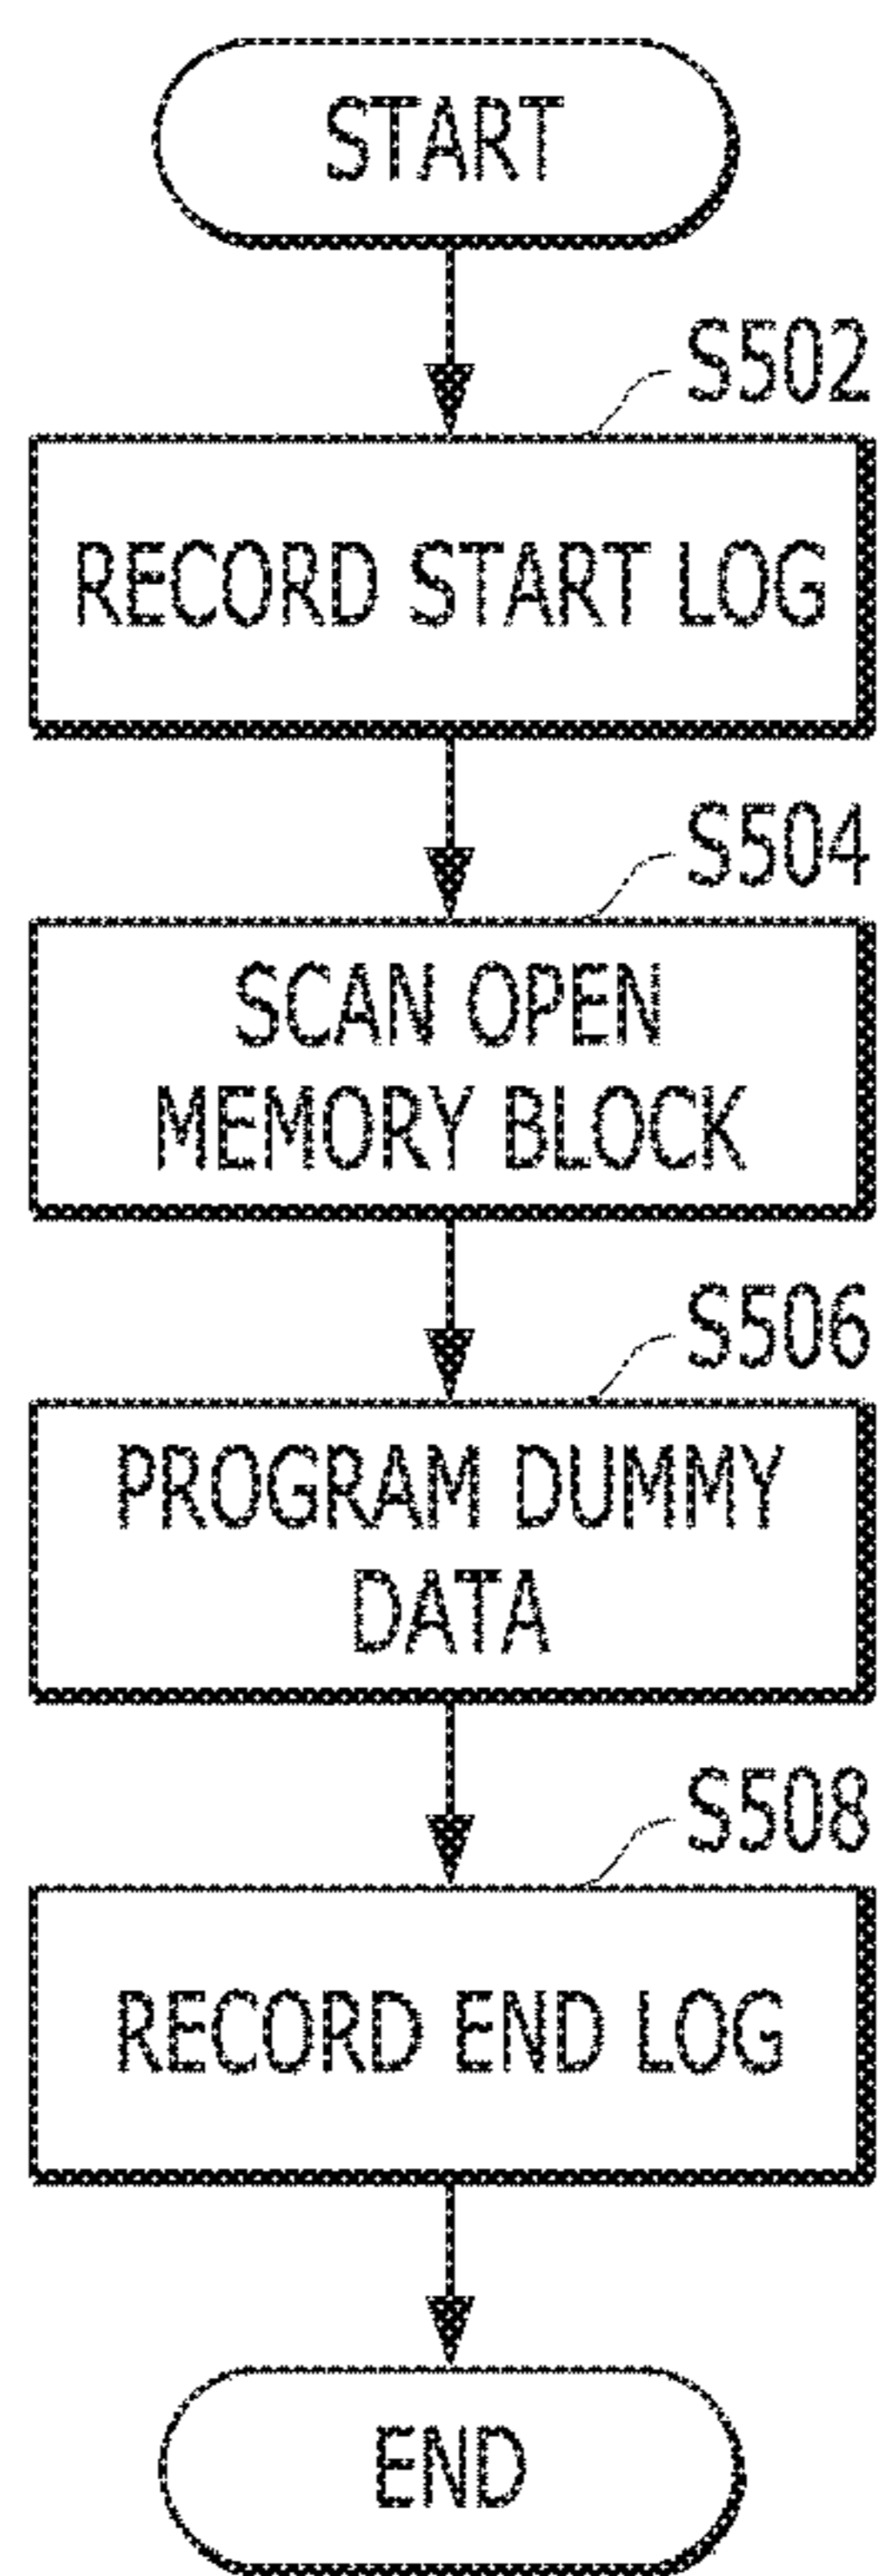 START
S502
RECORD START LOG
S504
SCAN OPEN
MEMORY BLOCK
S506
PROGRAM DUMMY
DATA
S508
RECORD END LOG
END